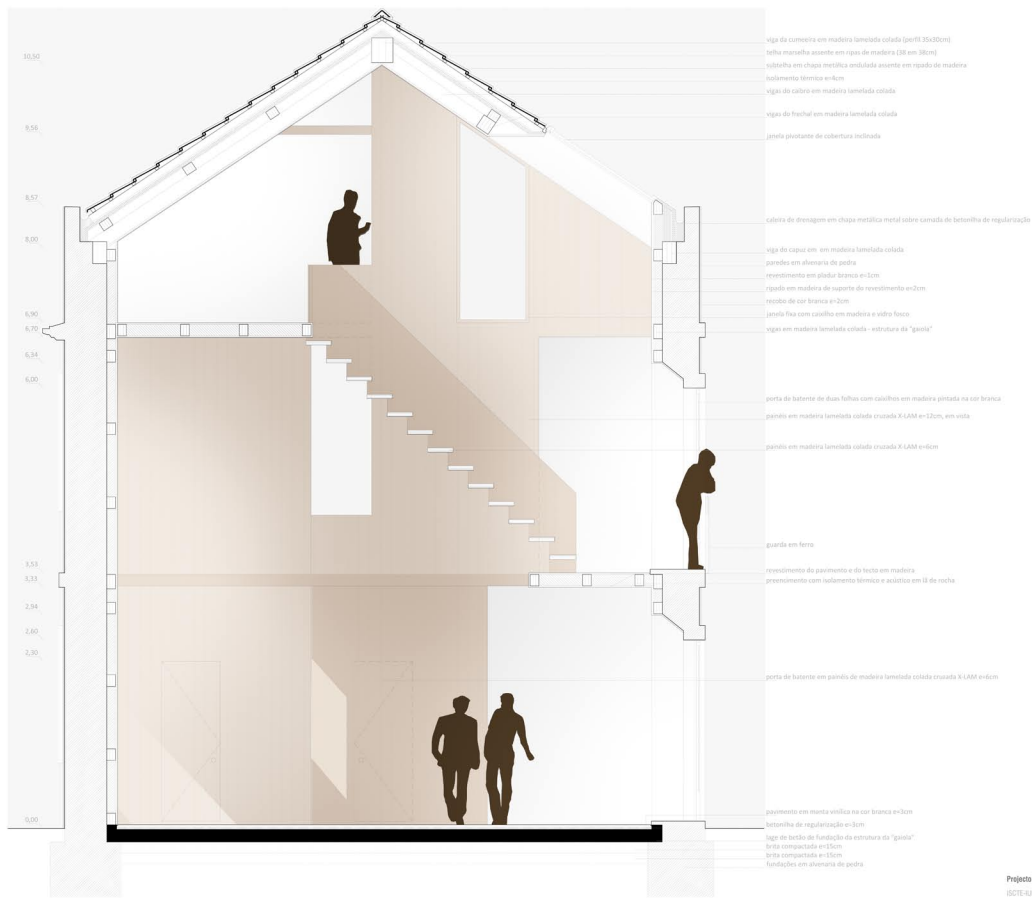 10,50
9,56
8,57
8,00
6,90
6,70
6,34
6,00
3,53
3,33
2,94
2,60
2,30
0,00
viga da cumeeira em madeira lamelada colada (perfil 35x30cm)
telha marselha assente em ripas de madeira (38 em 38cm)
subtelha em chapa metálica ondulada assente em ripado de madeira
isolamento térmico e=4cm
vigas do caibro em madeira lamelada colada
vigas do frechal em madeira lamelada colada
janela pivotante de cobertura inclinada
caleira de drenagem em chapa metálica metal sobre camada de betonilha de regularização
viga do capus em em madeira lamelada colada
paredes em alvenaria de pedra
revestimento em pladur branco e=1cm
ripado em madeira de suporte do revestimento e=2cm
reboco de cor branca e=2cm
janela fixa com caixilho em madeira e vidro fosco
vigas em madeira lamelada colada - estrutura da "gaiola"
porta de batente de duas folhas com caixilhos em madeira pintada na cor branca
painéis em madeira lamelada colada cruzada X-LAM e=12cm, em vista
painéis em madeira lamelada colada cruzada X-LAM e=6cm
guarda em ferro
revestimento do pavimento e do tecto em madeira
preencimento com isolamento térmico e acústico em lã de rocha
porta de batente em painéis de madeira lamelada colada cruzada X-LAM e=6cm
pavimento em manta vinílica na cor branca e=3cm
betonilha de regularização e=5cm
lage de betão de fundação da estrutura da "gaiola"
brita compactada e=15cm
brita compactada e=15cm
fundações em alvenaria de pedra
Projecto
ISCTE-IUL